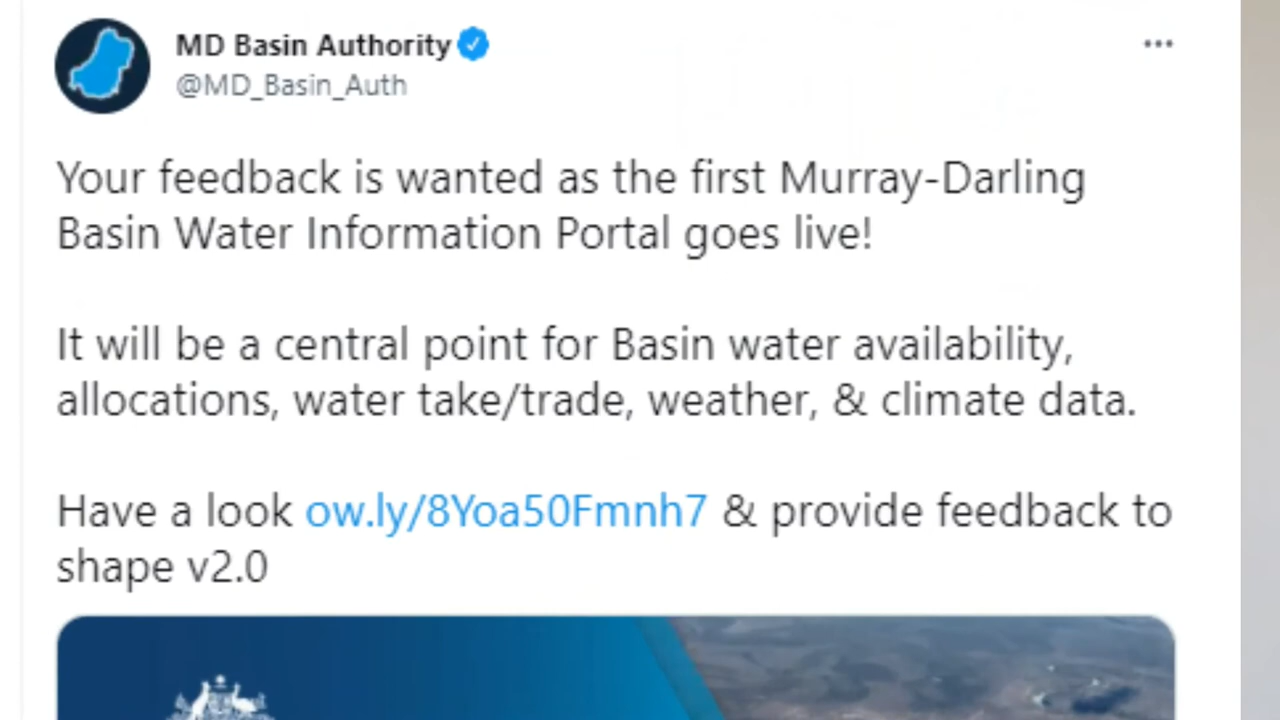 MD Basin Authority
@MD_Basin_Auth
Your feedback is wanted as the first Murray-Darling
Basin Water Information Portal goes live!
It will be a central point for Basin water availability,
allocations, water take/trade, weather, & climate data.
Have a look ow.ly/8Yoa50Fmnh7 & provide feedback to
shape v2.0